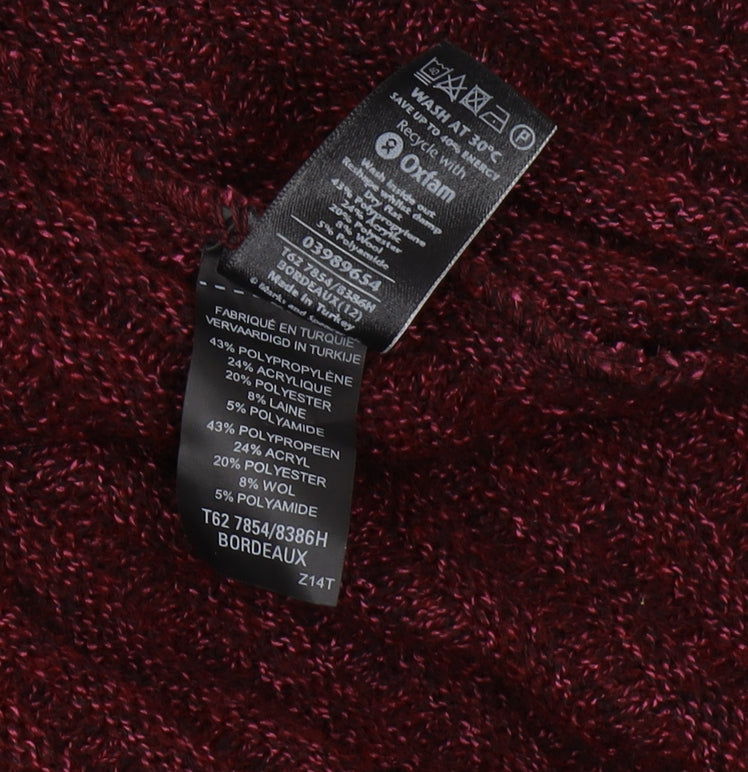 40
P
WASH AT 30°C
SAVE UP TO 40% ENERGY
Recycle with
Oxfam
Wash inside out
Reshape whilst damp
Dry flat
43% Polypropylene
24% Acrylic
20% Polyester
8% Wool
5% Polyamide
03989654
T62 7854/8386H
BORDEAUX(12)
Made in Turkey
© Marks and
FABRIQUÉ EN TURQUIE
VERVAARDIGD IN TURKIJE
43% POLYPROPYLÈNE
24% ACRYLIQUE
20% POLYESTER
8% LAINE
5% POLYAMIDE
43% POLYPROPEEN
24% ACRYL
20% POLYESTER
8% WOL
5% POLYAMIDE
T62 7854/8386H
BORDEAUX
Z14T